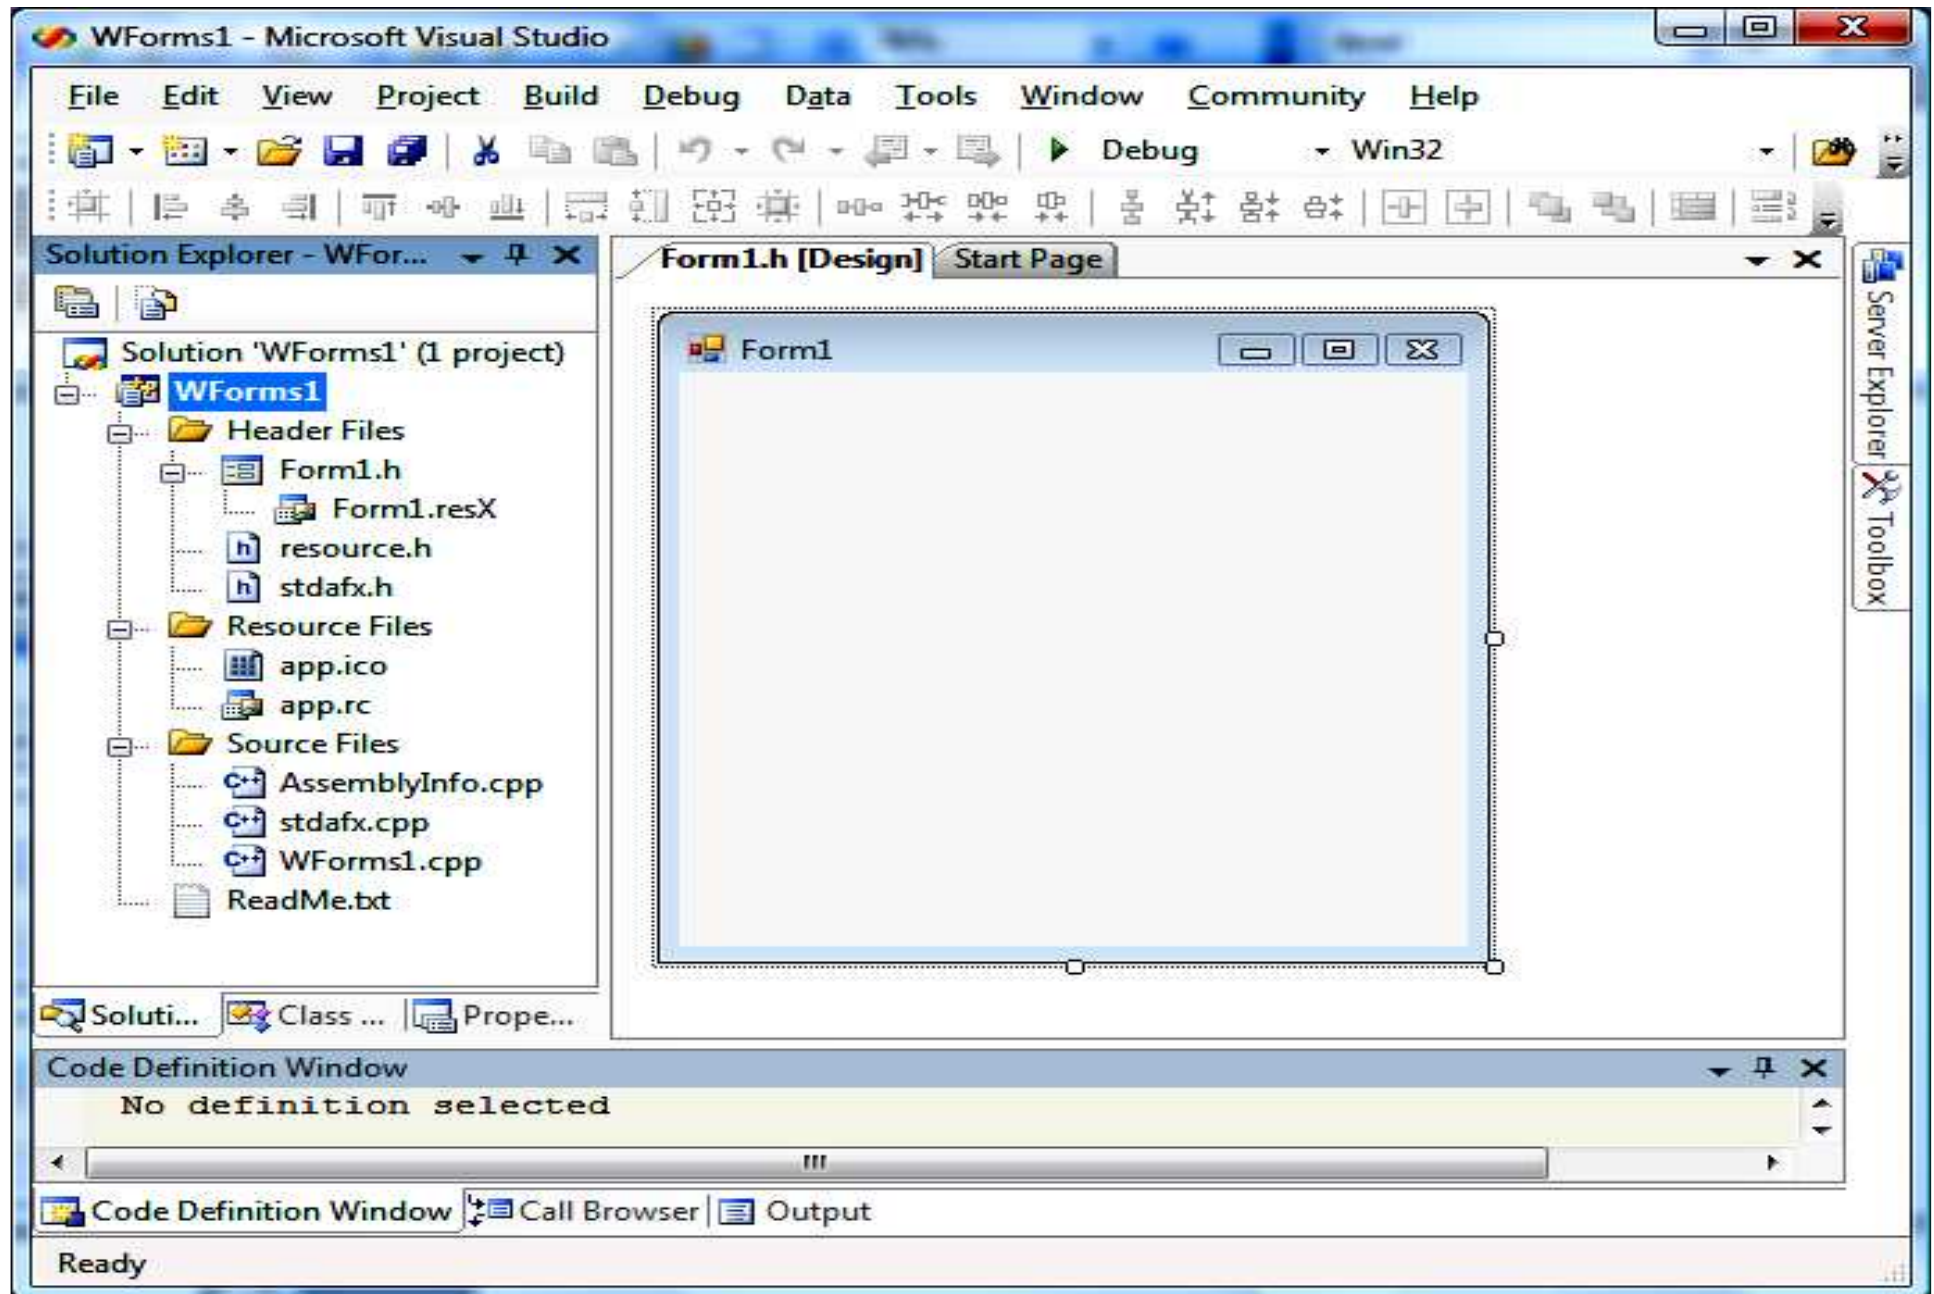 WForms1 - Microsoft Visual Studio
File Edit View Project Build Debug Data Tools Window Community Help
Debug Win32
Solution Explorer - WFor...
Form1.h [Design] Start Page
Server Explorer
Toolbox
Solution 'WForms1' (1 project)
WForms1
Header Files
Form1.h
Form1.resX
resource.h
stdafx.h
Resource Files
app.ico
app.rc
Source Files
AssemblyInfo.cpp
stdafx.cpp
WForms1.cpp
ReadMe.txt
Form1
Soluti... Class ... Prope...
Code Definition Window
No definition selected
Code Definition Window Call Browser Output
Ready